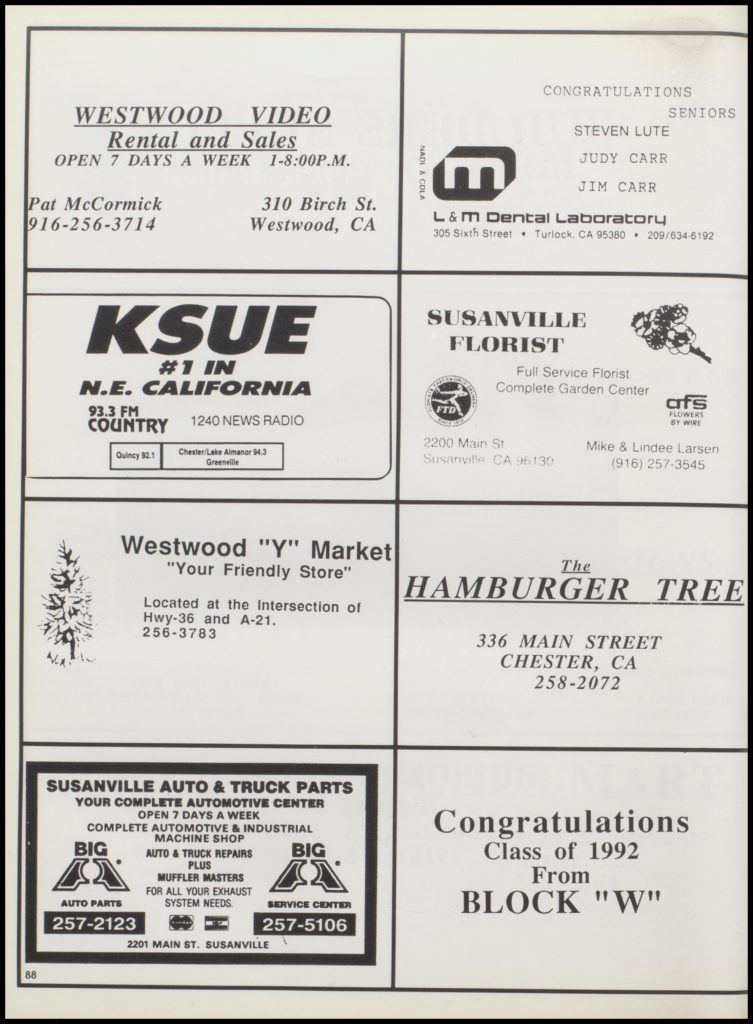 WESTWOOD VIDEO
Rental and Sales
OPEN 7 DAYS A WEEK 1-8:00P.M.
Pat McCormick
916-256-3714
310 Birch St.
Westwood, CA
CONGRATULATIONS
SENIORS
STEVEN LUTE
JUDY CARR
JIM CARR
NADL & CDLA
m
L & m Dental Laboratory
305 Sixth Street • Turlock, CA 95380 • 209/634-6192
KSUE
#1 IN
N.E. CALIFORNIA
93.3 FM
COUNTRY
1240 NEWS RADIO
Quincy 92.1
Chester/Lake Almanor 94.3
Greenville
SUSANVILLE
FLORIST
Full Service Florist
Complete Garden Center
FTD
afs
FLOWERS
BY WIRE
2200 Main St
Susanville, CA 96130
Mike & Lindee Larsen
(916) 257-3545
Westwood "Y" Market
"Your Friendly Store"
Located at the Intersection of
Hwy-36 and A-21.
256-3783
The
HAMBURGER TREE
336 MAIN STREET
CHESTER, CA
258-2072
SUSANVILLE AUTO & TRUCK PARTS
YOUR COMPLETE AUTOMOTIVE CENTER
OPEN 7 DAYS A WEEK
COMPLETE AUTOMOTIVE & INDUSTRIAL
MACHINE SHOP
BIG A
AUTO PARTS
257-2123
AUTO & TRUCK REPAIRS
PLUS
MUFFLER MASTERS
FOR ALL YOUR EXHAUST
SYSTEM NEEDS.
BIG A
SERVICE CENTER
257-5106
2201 MAIN ST. SUSANVILLE
Congratulations
Class of 1992
From
BLOCK "W"
88